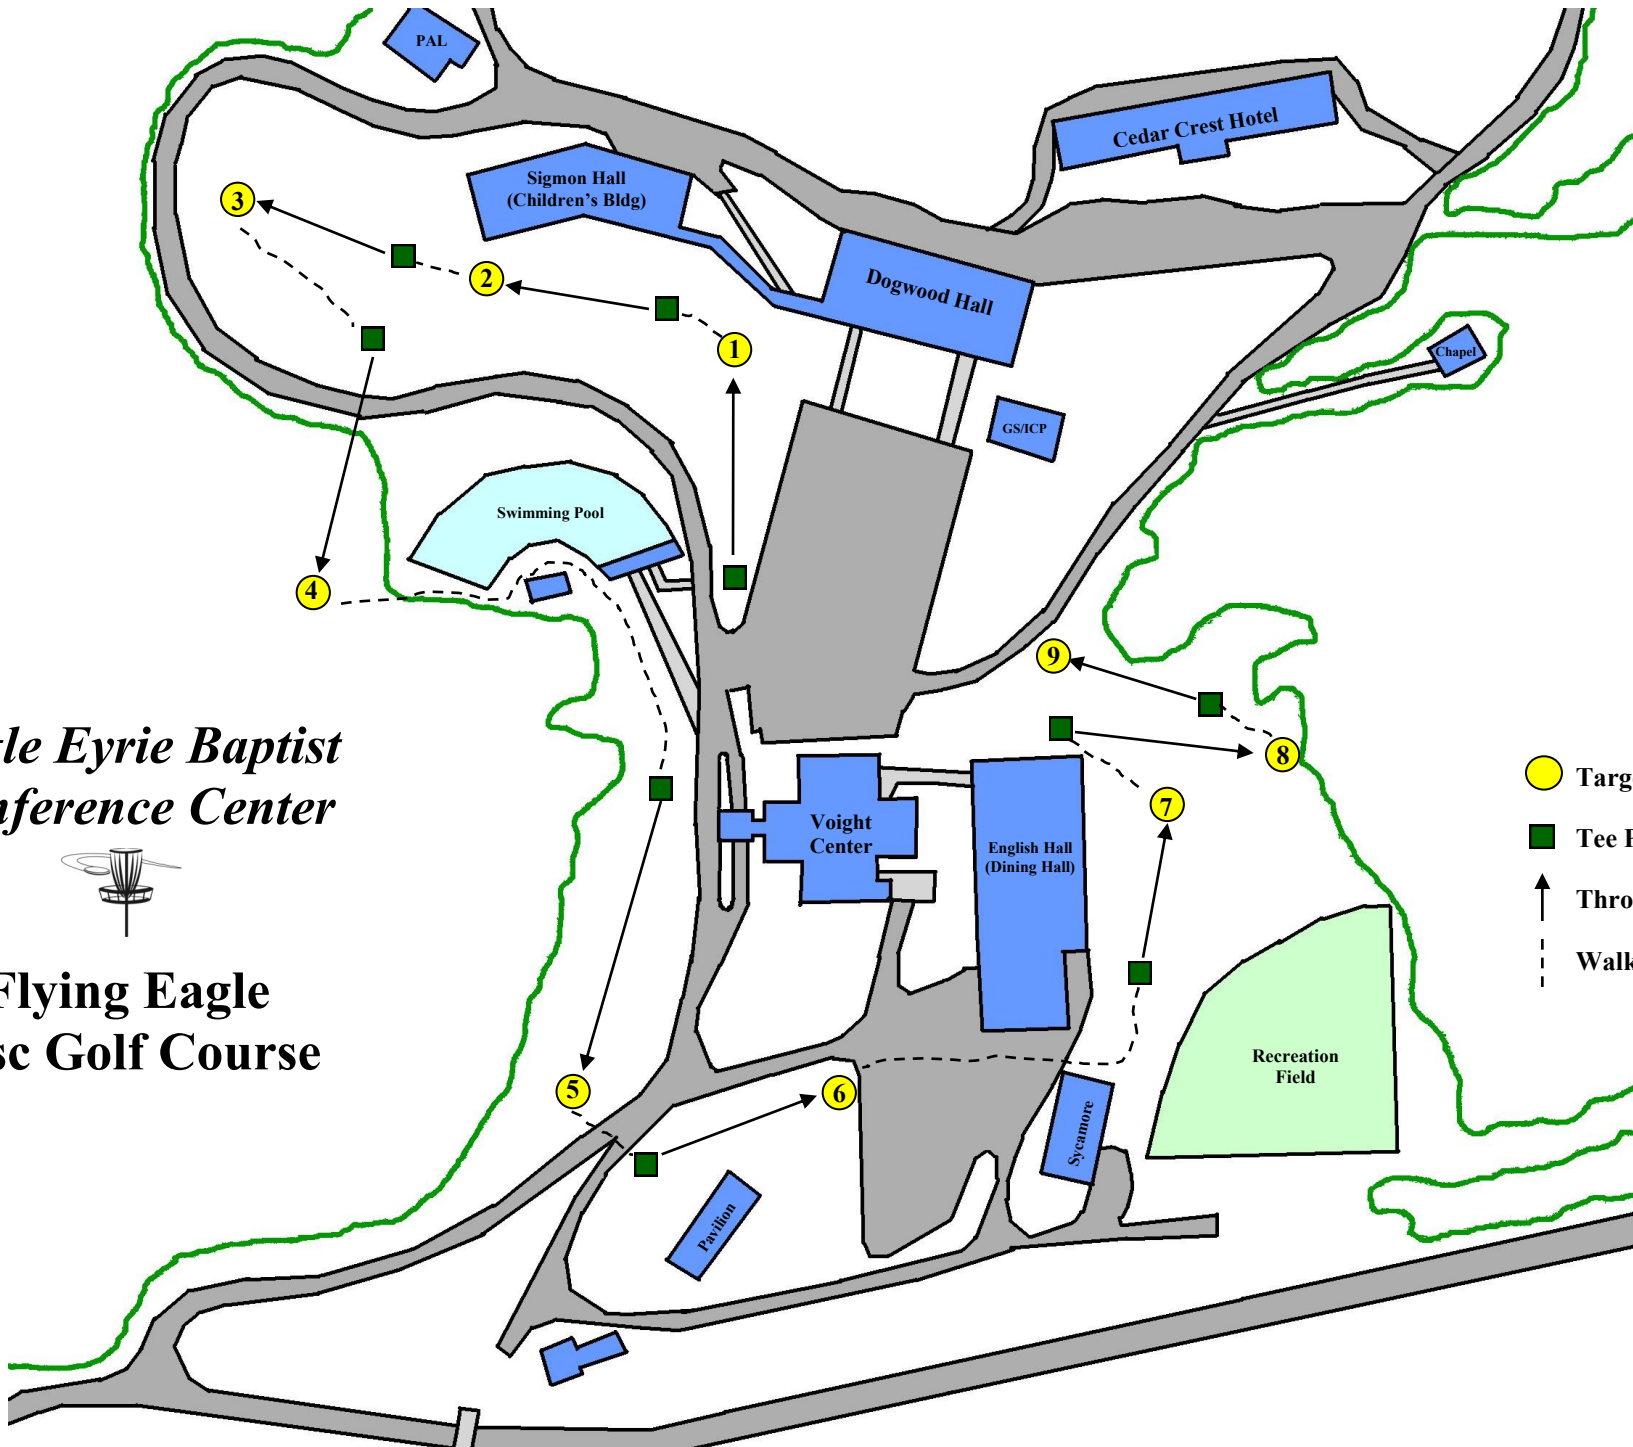 PAL
Cedar Crest Hotel
Sigmon Hall
(Children's Bldg)
3
2
Dogwood Hall
1
Chapel
GS/ICP
Swimming Pool
4
9
tle Eyrie Baptist
nference Center
8
Targ
7
Voight
Center
English Hall
(Dining Hall)
Tee P
Thro
Walk
Flying Eagle
sc Golf Course
Recreation
Field
5
6
Sycamore
Pavilion